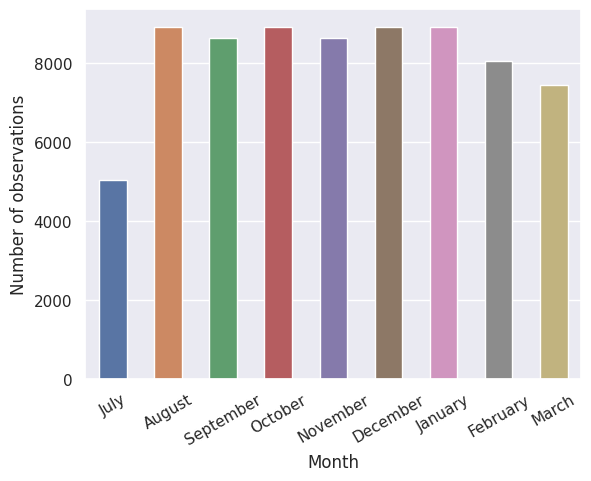 Number of observations
8000
6000
4000
2000
0
July
August
September
October
November
December
January
February
March
Month